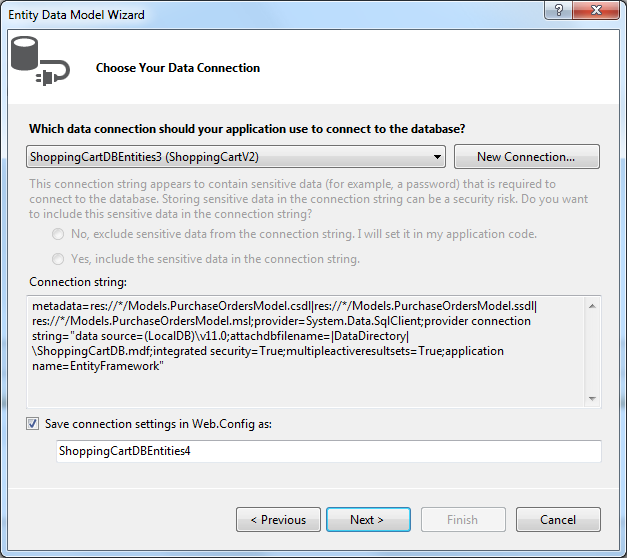 Entity Data Model Wizard
?
Choose Your Data Connection
Which data connection should your application use to connect to the database?
ShoppingCartDBEntities3 (ShoppingCartV2)
New Connection...
This connection string appears to contain sensitive data (for example, a password) that is required
to connect to the database. Storing sensitive data in the connection string can be a security risk. Do you want
to include this sensitive data in the connection string?
No, exclude sensitive data from the connection string. I will set it in my application code.
Yes, include the sensitive data in the connection string.
Connection string:
metadata=res://*/Models.PurchaseOrdersModel.csdl|res://*/Models.PurchaseOrdersModel.ssdl|
res://*/Models.PurchaseOrdersModel.msl;provider=System.Data.SqlClient;provider connection
string="data source=(LocalDB)\v11.0;attachdbfilename=|DataDirectory|
\ShoppingCartDB.mdf;integrated security=True;multipleactiveresultsets=True;application
name=EntityFramework"
Save connection settings in Web.Config as:
ShoppingCartDBEntities4
< Previous
Next >
Finish
Cancel